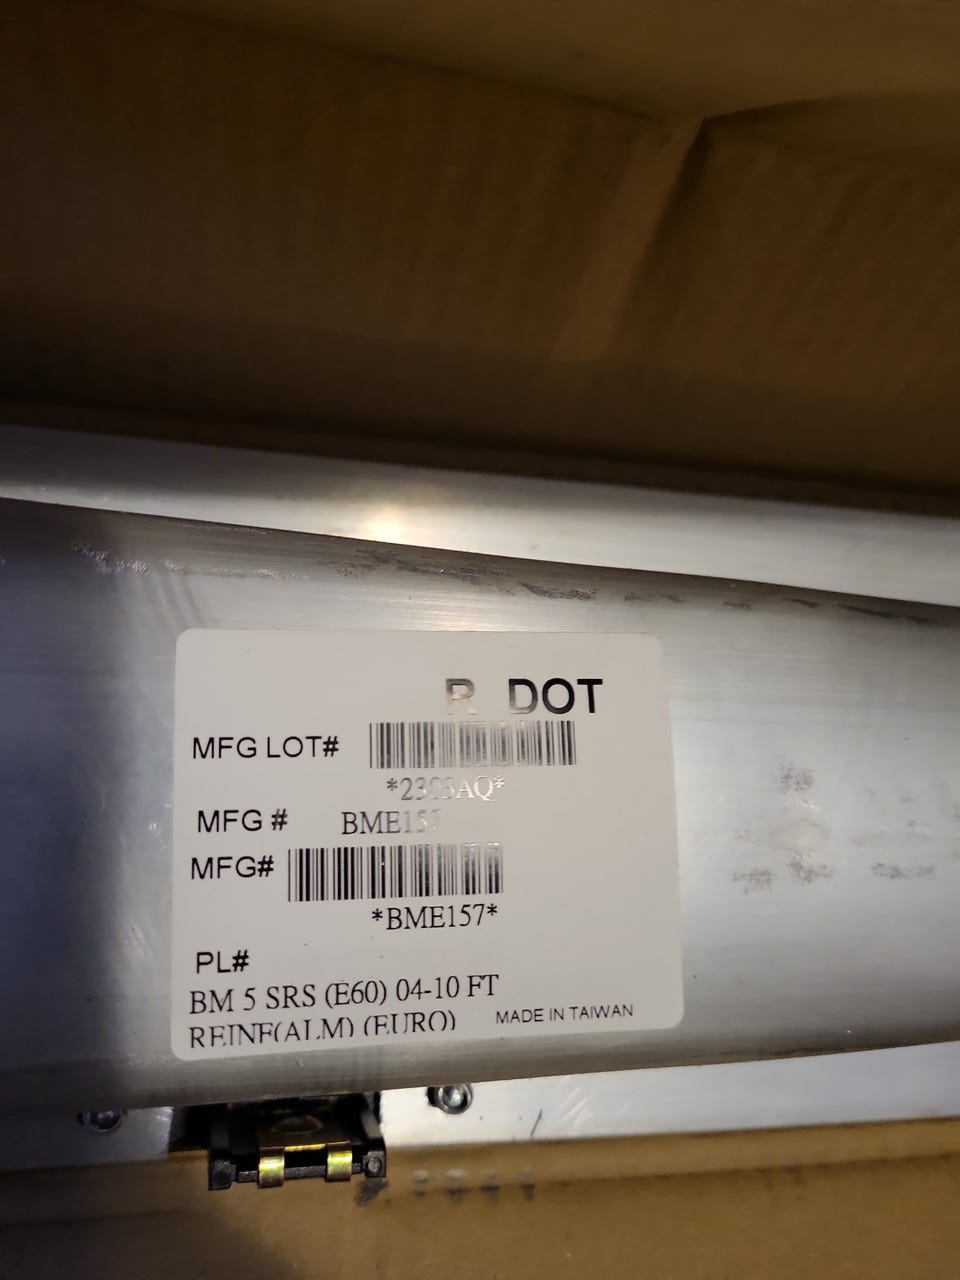 R DOT
MFG LOT#
*2303AQ*
MFG # BME157
MFG#
*BME157*
PL#
BM 5 SRS (E60) 04-10 FT
REINF(ALM) (EURO) MADE IN TAIWAN